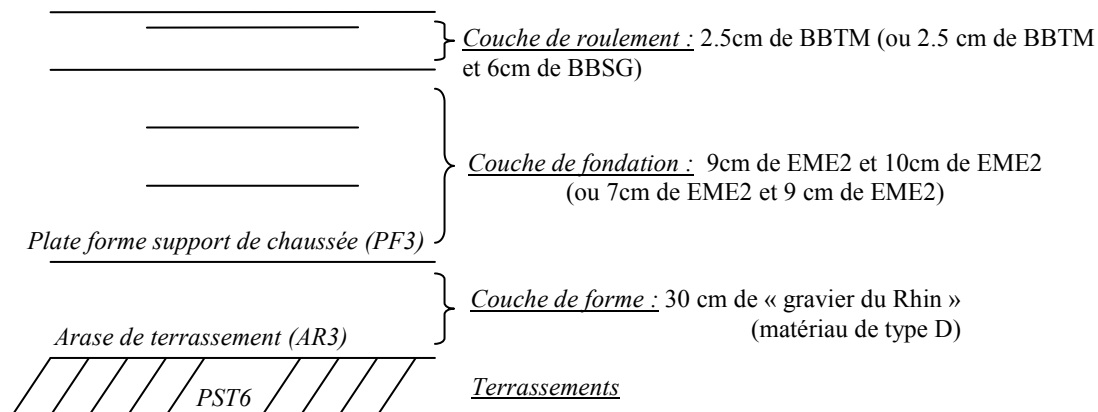 Couche de roulement : 2.5cm de BBTM (ou 2.5 cm de BBTM
et 6cm de BBSG)
Couche de fondation : 9cm de EME2 et 10cm de EME2
(ou 7cm de EME2 et 9 cm de EME2)
Plate forme support de chaussée (PF3)
Couche de forme : 30 cm de « gravier du Rhin »
(matériau de type D)
Arase de terrassement (AR3)
Terrassements
PST6